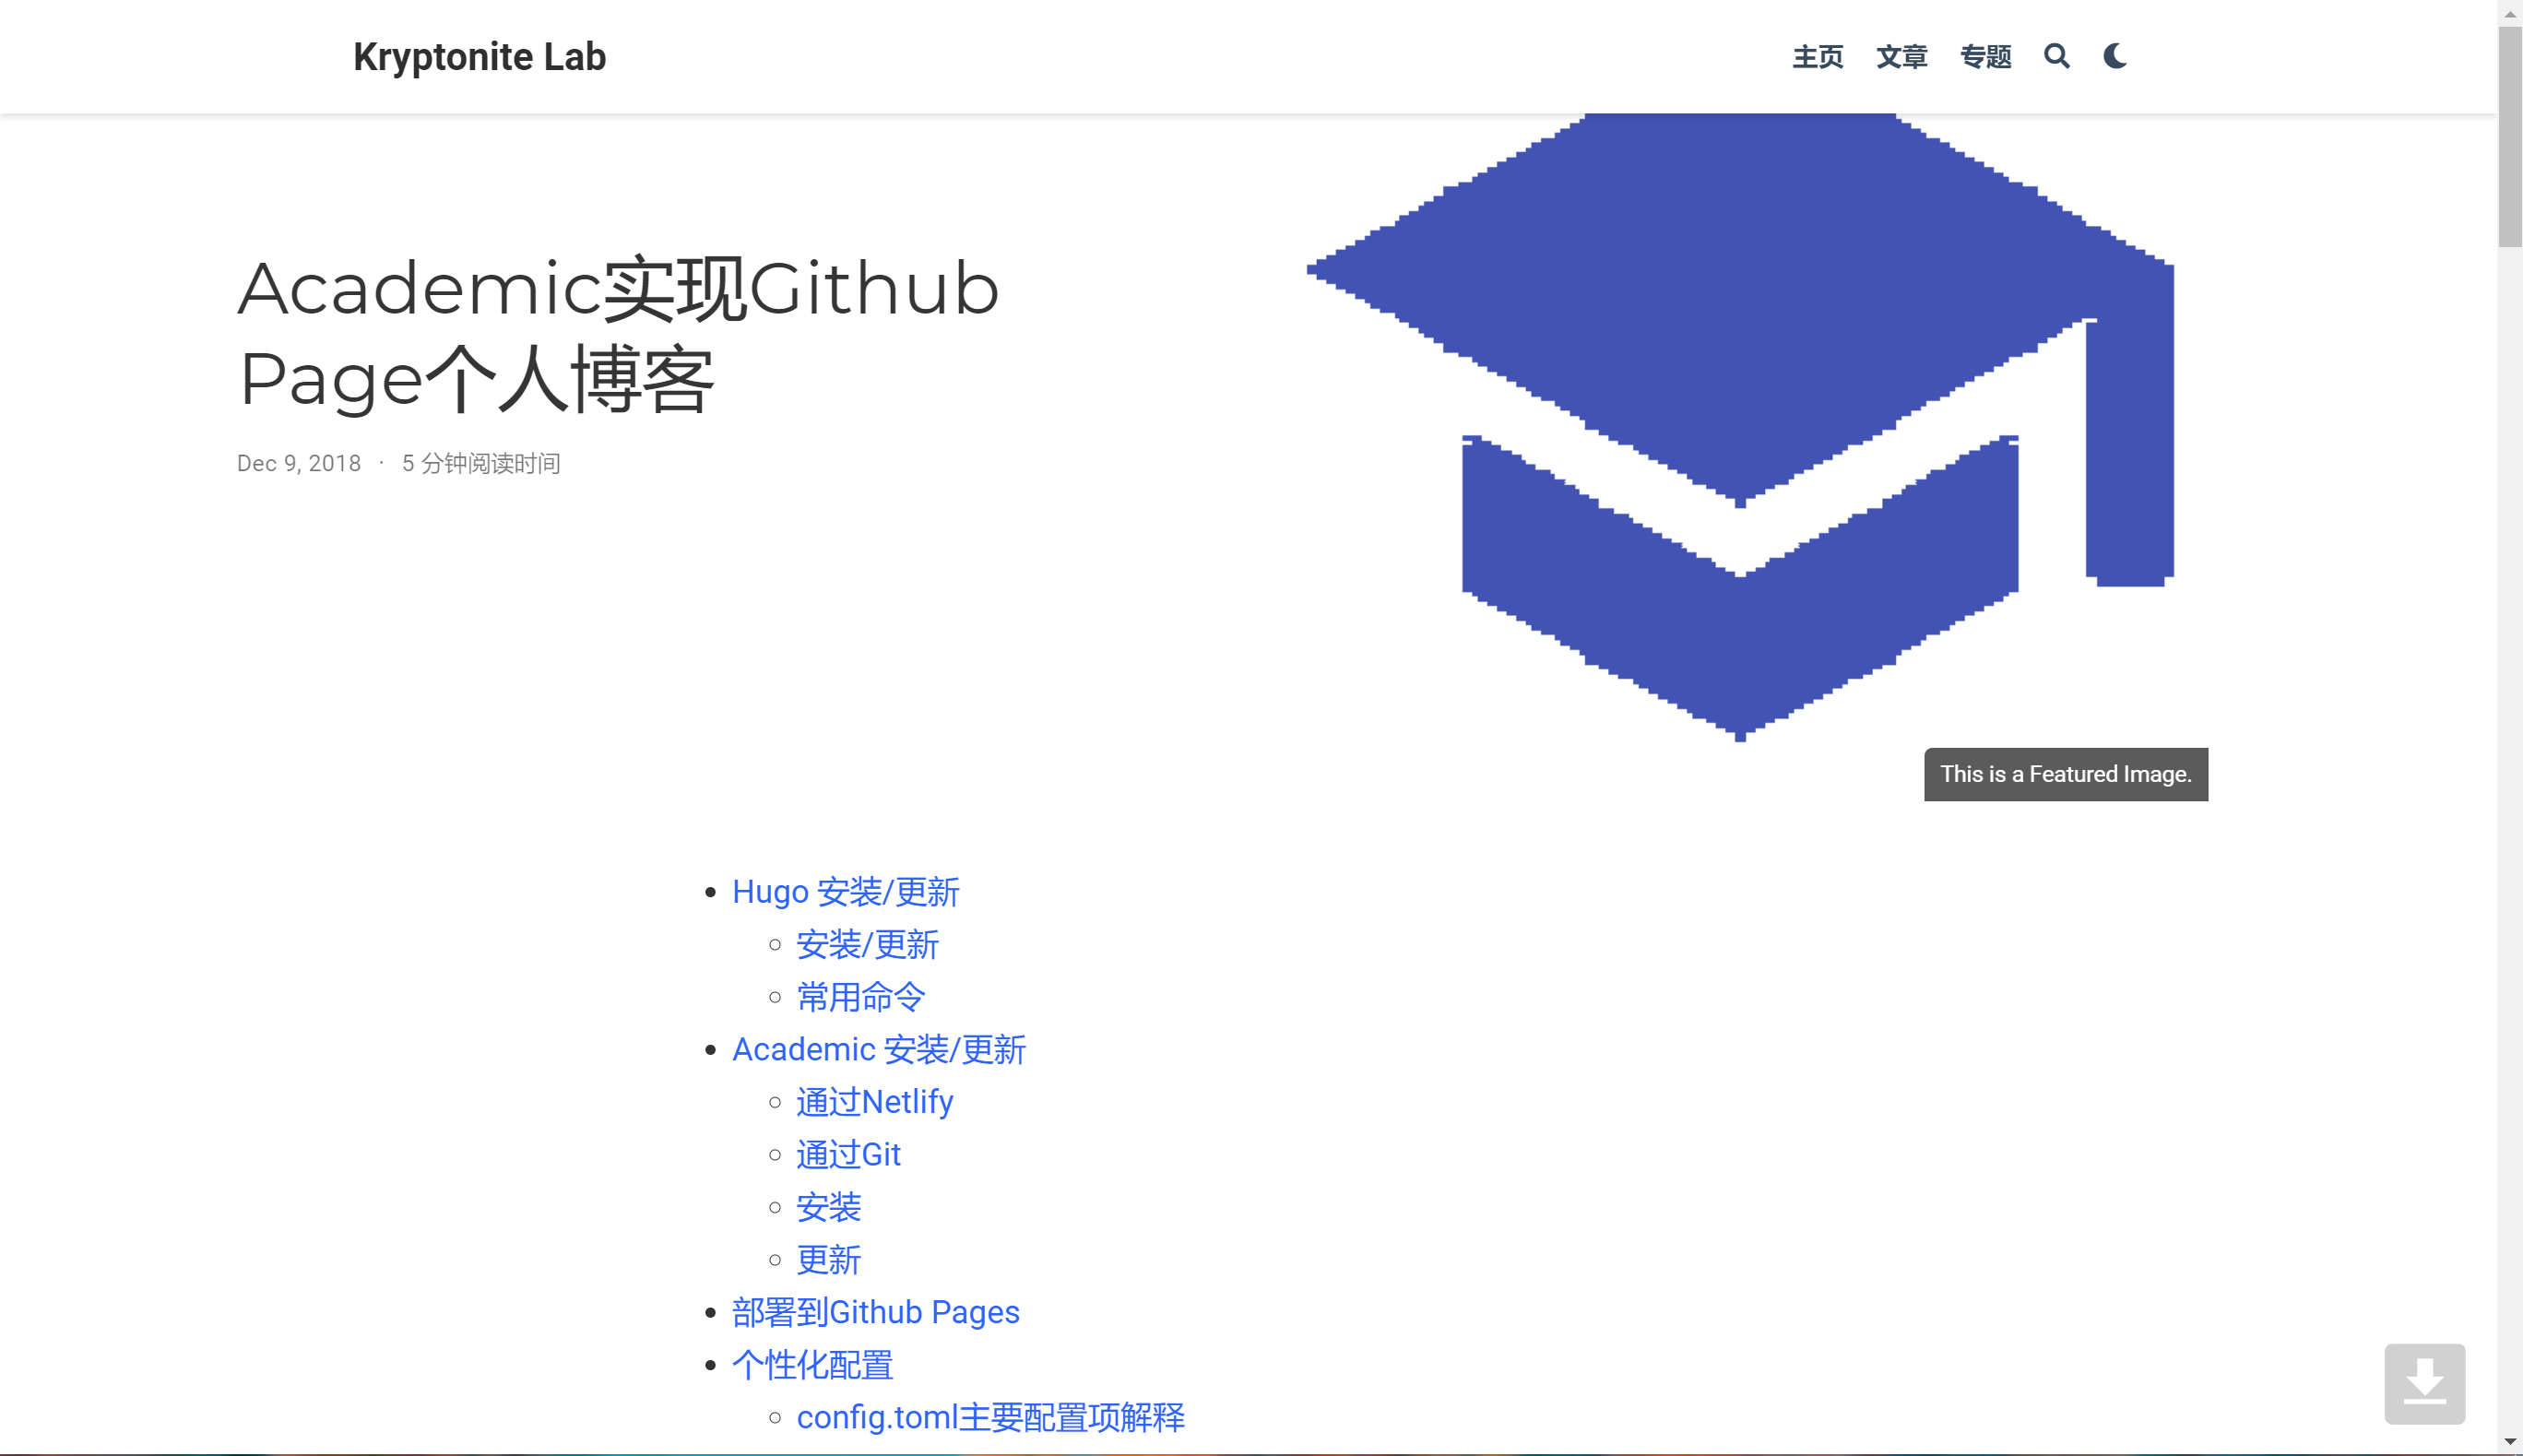 Kryptonite Lab
主页 文章 专题
Academic实现Github
Page个人博客
Dec 9, 2018 · 5 分钟阅读时间
This is a Featured Image.
Hugo 安装/更新
安装/更新
常用命令
Academic 安装/更新
通过Netlify
通过Git
安装
更新
部署到Github Pages
个性化配置
config.toml主要配置项解释